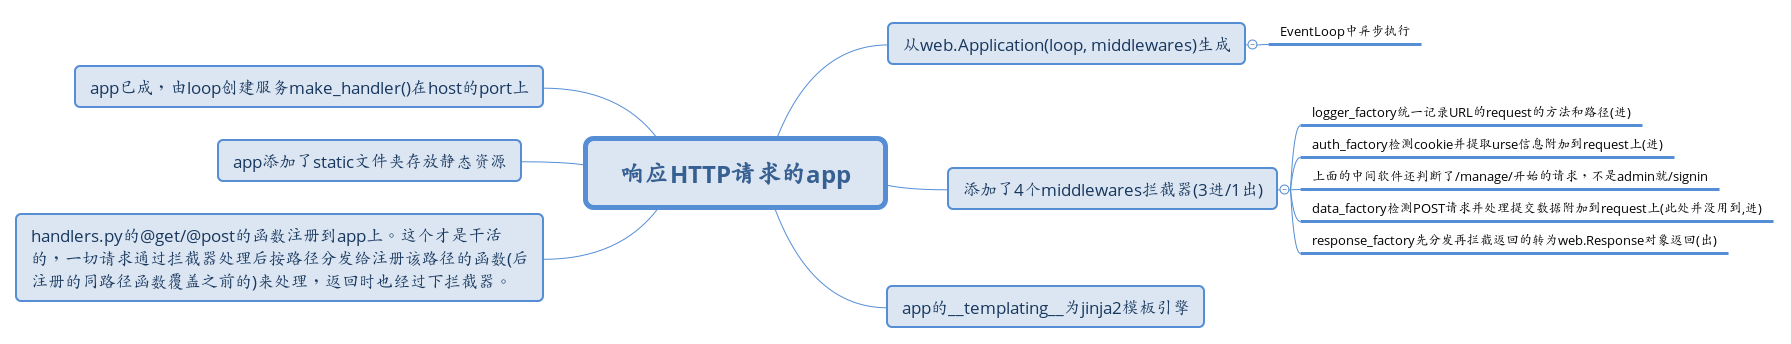 响应HTTP请求的app
从web.Application(loop, middlewares)生成
EventLoop中异步执行
添加了4个middlewares拦截器(3进/1出)
logger_factory统一记录URL的request的方法和路径(进)
auth_factory检测cookie并提取urse信息附加到request上(进)
上面的中间软件还判断了/manage/开始的请求，不是admin就/signin
data_factory检测POST请求并处理提交数据附加到request上(此处并没用到,进)
response_factory先分发再拦截返回的转为web.Response对象返回(出)
app的__templating__为jinja2模板引擎
app已成，由loop创建服务make_handler()在host的port上
app添加了static文件夹存放静态资源
handlers.py的@get/@post的函数注册到app上。这个才是干活
的，一切请求通过拦截器处理后按路径分发给注册该路径的函数(后
注册的同路径函数覆盖之前的)来处理，返回时也经过下拦截器。